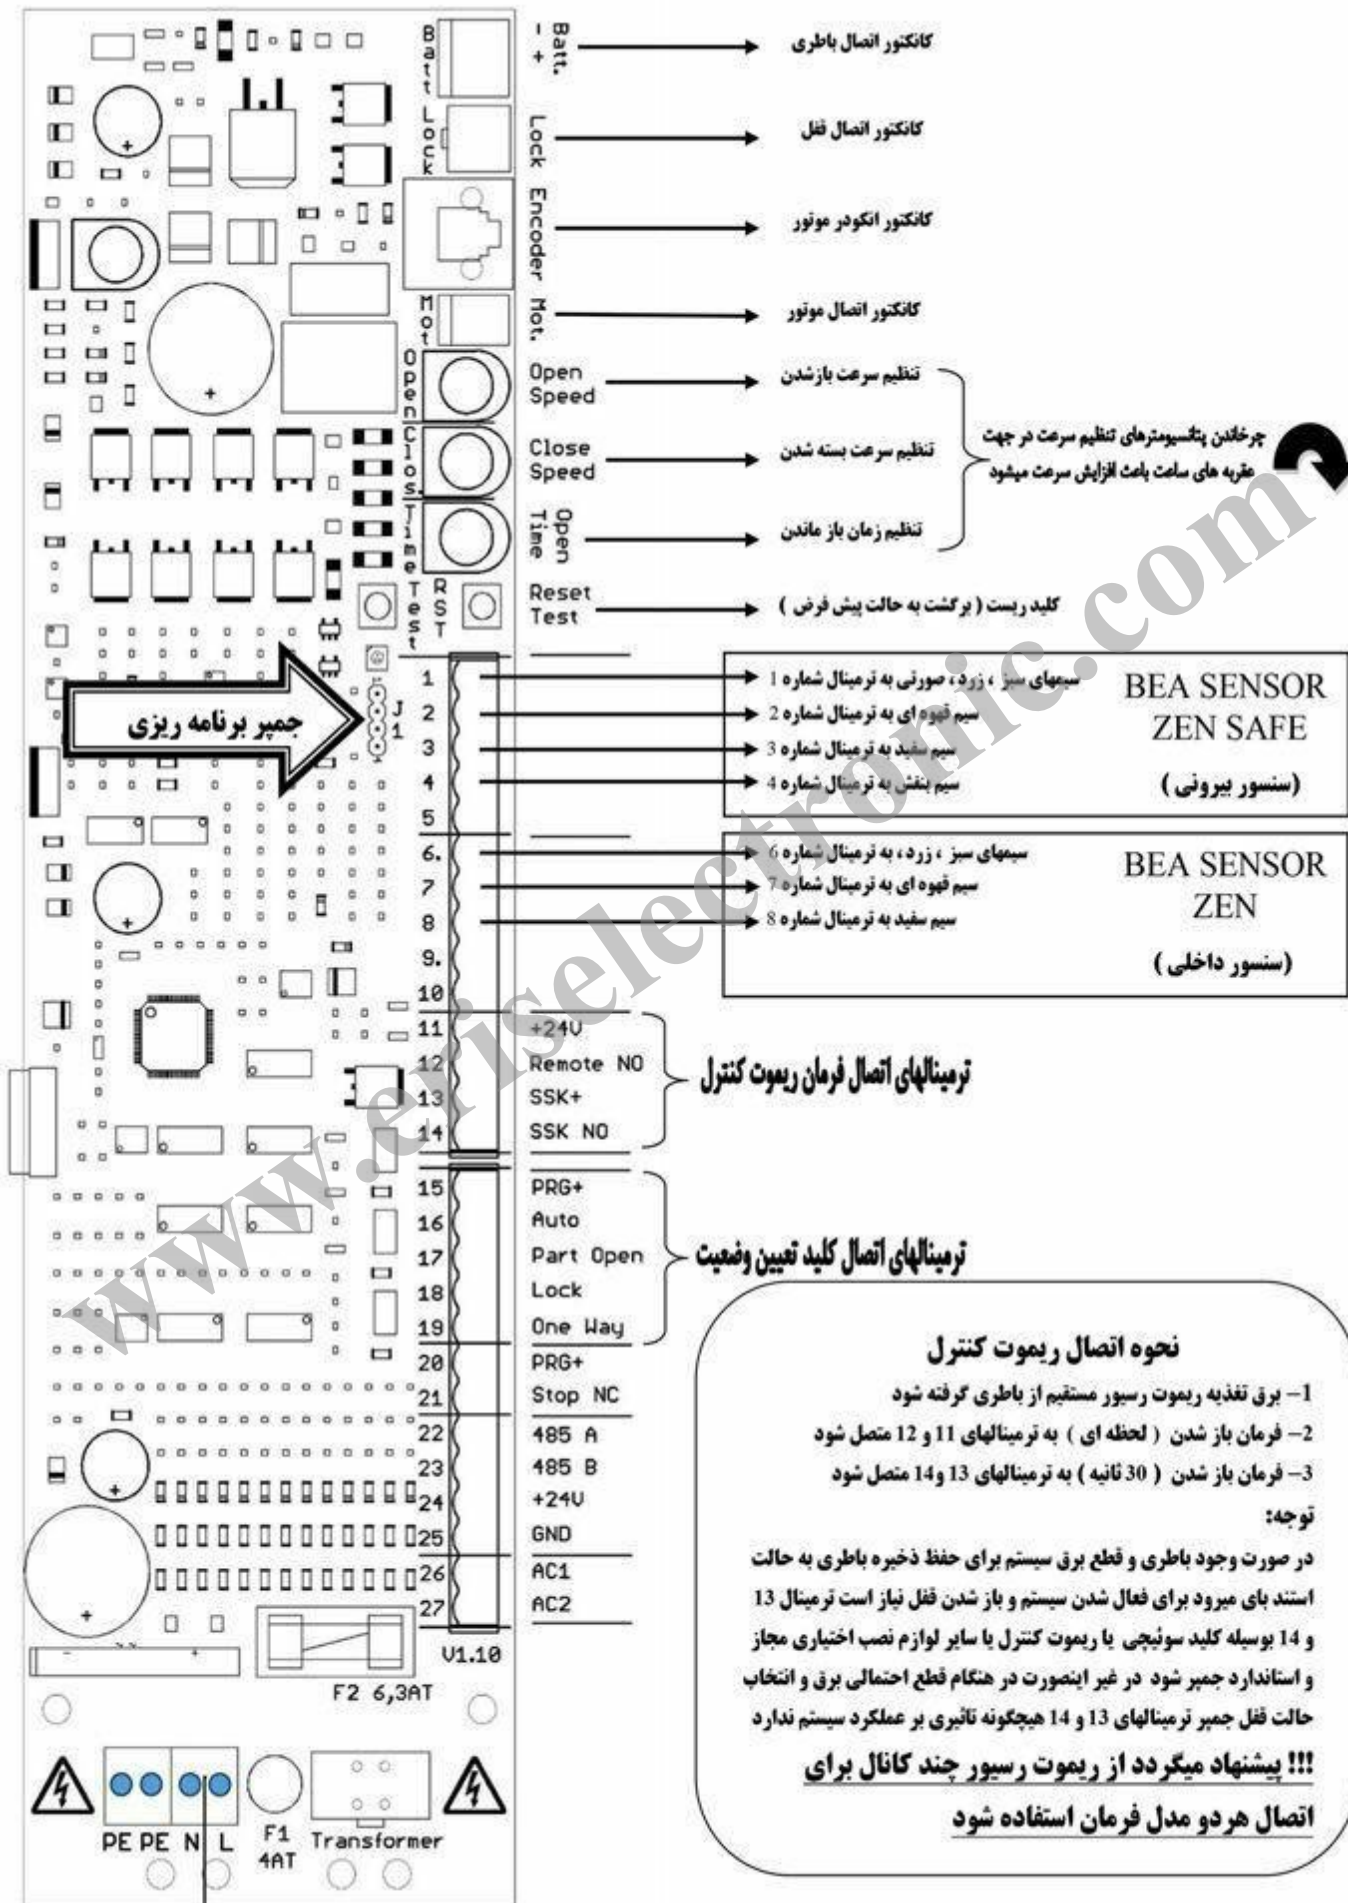 Batt
Batt.
- +
کانکتور اتصال باطری
Lock
Lock
کانکتور اتصال قفل
Encoder
کانکتور انکودر موتور
Mot
Mot.
کانکتور اتصال موتور
Open
Open
Speed
تنظیم سرعت بازشدن
Clos.
Close
Speed
تنظیم سرعت بسته شدن
چرخاندن پتانسیومترهای تنظیم سرعت در جهت
عقربه های ساعت باعث افزایش سرعت میشود
Time
Open
Time
تنظیم زمان باز ماندن
Test
RST
Reset
Test
کلید ریست ( برگشت به حالت پیش فرض )
جمپر برنامه ریزی
J1
1
2
3
4
5
سیمهای سبز ، زرد ، صورتی به ترمینال شماره 1
سیم قهوه ای به ترمینال شماره 2
سیم سفید به ترمینال شماره 3
سیم بنفش به ترمینال شماره 4
BEA SENSOR
ZEN SAFE
(سنسور بیرونی )
6.
7
8
9.
10
سیمهای سبز ، زرد ، به ترمینال شماره 6
سیم قهوه ای به ترمینال شماره 7
سیم سفید به ترمینال شماره 8
BEA SENSOR
ZEN
(سنسور داخلی )
11 +24V
12 Remote NO
13 SSK+
14 SSK NO
ترمینالهای اتصال فرمان ریموت کنترل
15 PRG+
16 Auto
17 Part Open
18 Lock
19 One Way
ترمینالهای اتصال کلید تعیین وضعیت
20 PRG+
21 Stop NC
22 485 A
23 485 B
24 +24V
25 GND
26 AC1
27 AC2
V1.10
F2 6,3AT
PE PE N L
F1
4AT
Transformer
نحوه اتصال ریموت کنترل
1– برق تغذیه ریموت رسیور مستقیم از باطری گرفته شود
2– فرمان باز شدن ( لحظه ای ) به ترمینالهای 11 و 12 متصل شود
3– فرمان باز شدن ( 30 ثانیه ) به ترمینالهای 13 و14 متصل شود
توجه:
در صورت وجود باطری و قطع برق سیستم برای حفظ ذخیره باطری به حالت
استند بای میرود برای فعال شدن سیستم و باز شدن قفل نیاز است ترمینال 13
و 14 بوسیله کلید سوئیچی یا ریموت کنترل یا سایر لوازم نصب اختیاری مجاز
و استاندارد جمپر شود در غیر اینصورت در هنگام قطع احتمالی برق و انتخاب
حالت قفل جمپر ترمینالهای 13 و 14 هیچگونه تاثیری بر عملکرد سیستم ندارد
!!! پیشنهاد میگردد از ریموت رسیور چند کانال برای
اتصال هردو مدل فرمان استفاده شود
www.eriselectronic.com